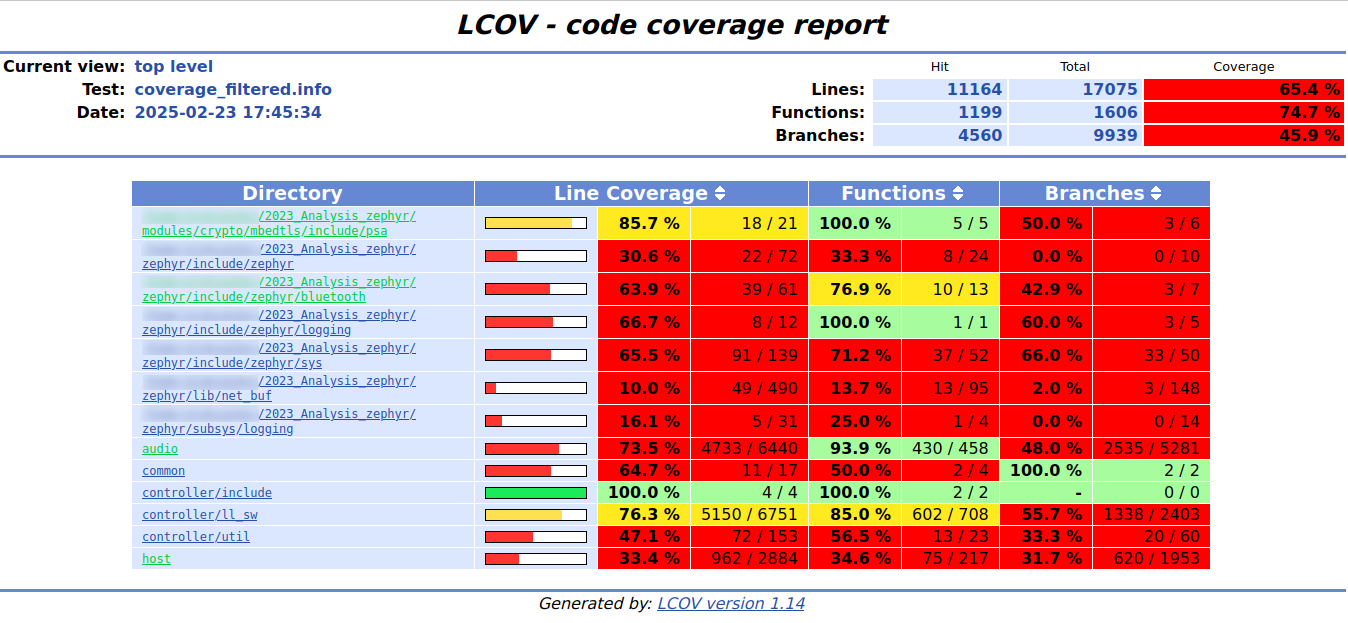 LCOV - code coverage report
Current view: top level
Test: coverage_filtered.info
Date: 2025-02-23 17:45:34
Hit Total Coverage
Lines: 11164 17075 65.4 %
Functions: 1199 1606 74.7 %
Branches: 4560 9939 45.9 %
Directory Line Coverage Functions Branches
/2023_Analysis_zephyr/
modules/crypto/mbedtls/include/psa 85.7 % 18 / 21 100.0 % 5 / 5 50.0 % 3 / 6
/2023_Analysis_zephyr/
zephyr/include/zephyr 30.6 % 22 / 72 33.3 % 8 / 24 0.0 % 0 / 10
/2023_Analysis_zephyr/
zephyr/include/zephyr/bluetooth 63.9 % 39 / 61 76.9 % 10 / 13 42.9 % 3 / 7
/2023_Analysis_zephyr/
zephyr/include/zephyr/logging 66.7 % 8 / 12 100.0 % 1 / 1 60.0 % 3 / 5
/2023_Analysis_zephyr/
zephyr/include/zephyr/sys 65.5 % 91 / 139 71.2 % 37 / 52 66.0 % 33 / 50
/2023_Analysis_zephyr/
zephyr/lib/net_buf 10.0 % 49 / 490 13.7 % 13 / 95 2.0 % 3 / 148
/2023_Analysis_zephyr/
zephyr/subsys/logging 16.1 % 5 / 31 25.0 % 1 / 4 0.0 % 0 / 14
audio 73.5 % 4733 / 6440 93.9 % 430 / 458 48.0 % 2535 / 5281
common 64.7 % 11 / 17 50.0 % 2 / 4 100.0 % 2 / 2
controller/include 100.0 % 4 / 4 100.0 % 2 / 2 - 0 / 0
controller/ll_sw 76.3 % 5150 / 6751 85.0 % 602 / 708 55.7 % 1338 / 2403
controller/util 47.1 % 72 / 153 56.5 % 13 / 23 33.3 % 20 / 60
host 33.4 % 962 / 2884 34.6 % 75 / 217 31.7 % 620 / 1953
Generated by: LCOV version 1.14